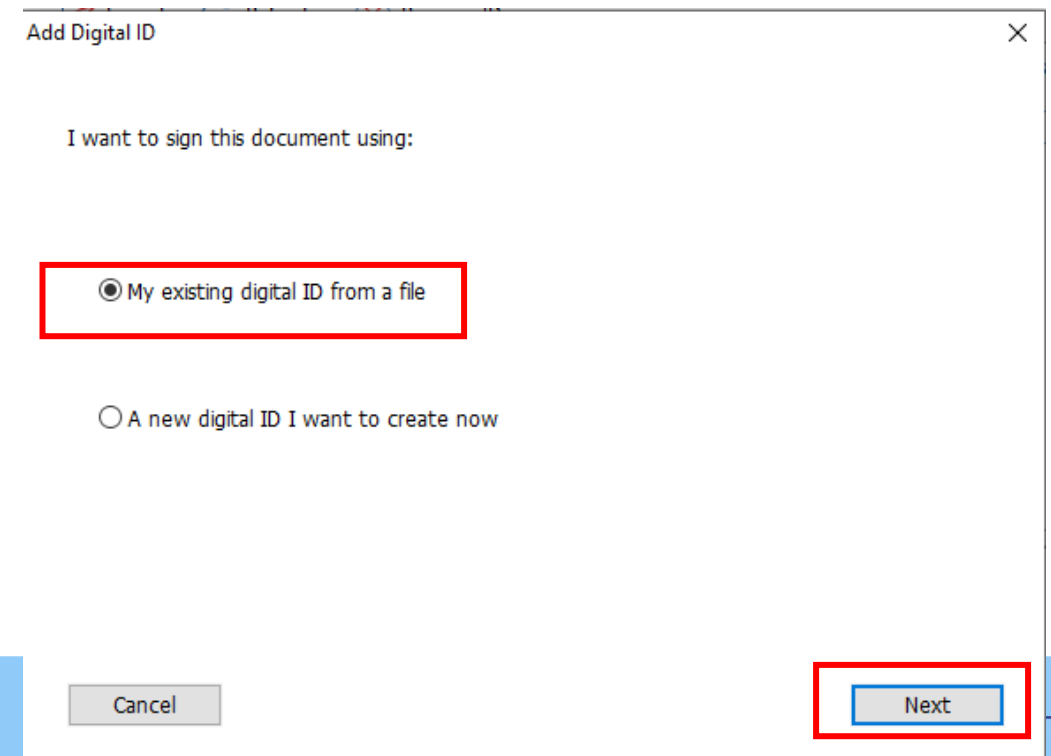 Add Digital ID
I want to sign this document using:
My existing digital ID from a file
A new digital ID I want to create now
Cancel
Next